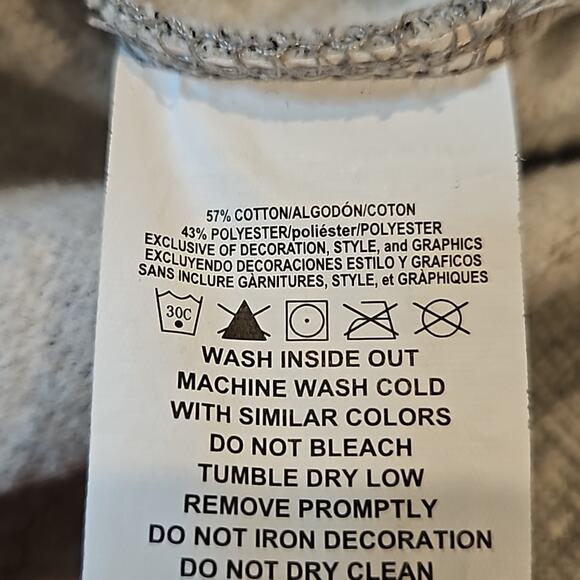 57% COTTON/ALGODÓN/COTON
43% POLYESTER/poliéster/POLYESTER
EXCLUSIVE OF DECORATION, STYLE, and GRAPHICS
EXCLUYENDO DECORACIONES ESTILO Y GRAFICOS
SANS INCLURE GÀRNITURES, STYLE, et GRÀPHIQUES
30C
WASH INSIDE OUT
MACHINE WASH COLD
WITH SIMILAR COLORS
DO NOT BLEACH
TUMBLE DRY LOW
REMOVE PROMPTLY
DO NOT IRON DECORATION
DO NOT DRY CLEAN